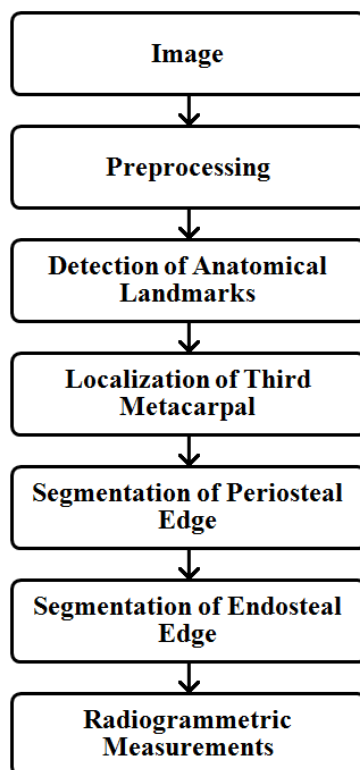 Image
Preprocessing
Detection of Anatomical
Landmarks
Localization of Third
Metacarpal
Segmentation of Periosteal
Edge
Segmentation of Endosteal
Edge
Radiogrammetric
Measurements